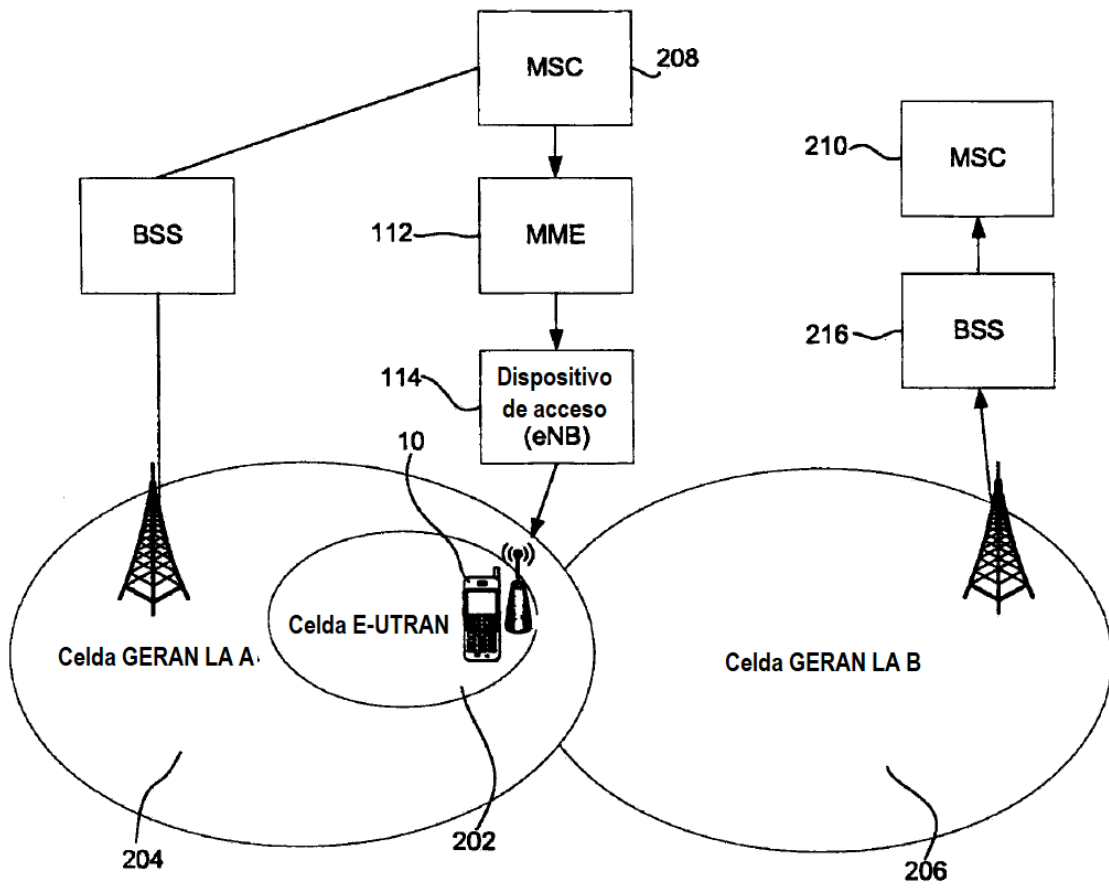 MSC
208
210
MSC
BSS
112
MME
216
BSS
114
Dispositivo
de acceso
(eNB)
10
Celda E-UTRAN
Celda GERAN LA A
Celda GERAN LA B
204
202
206